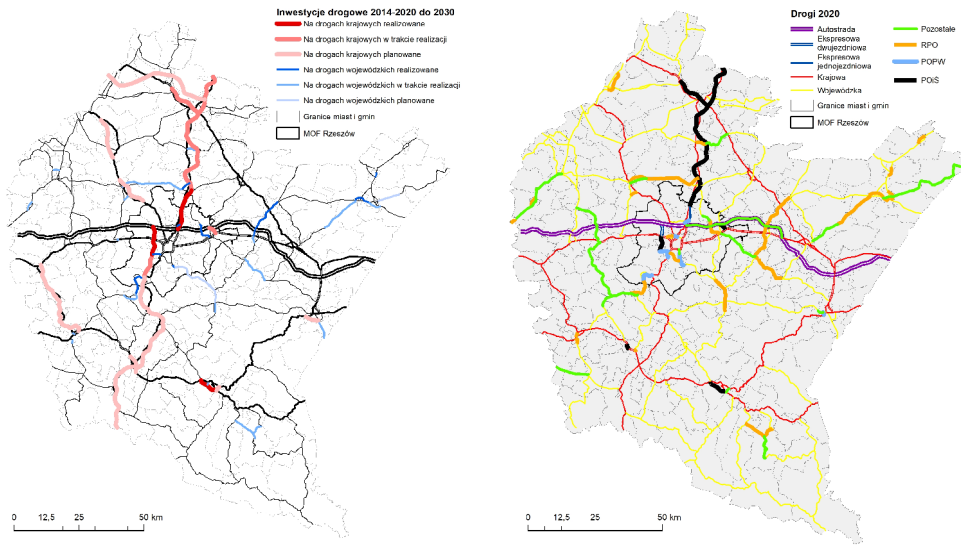 Inwestycje drogowe 2014-2020 do 2030
Na drogach krajowych realizowane
Na drogach krajowych w trakcie realizacji
Na drogach krajowych planowane
Na drogach wojewódzkich realizowane
Na drogach wojewódzkich w trakcie realizacji
Na drogach wojewódzkich planowane
Granice miast i gmin
MOF Rzeszów
0 12,5 25 50 km
Drogi 2020
Autostrada
Ekspresowa
dwujezdniowa
Ekspresowa
jednojezdniowa
Krajowa
Wojewódzka
Granice miast i gmin
MOF Rzeszów
Pozostałe
RPO
POPW
POIiŚ
0 12,5 25 50 km